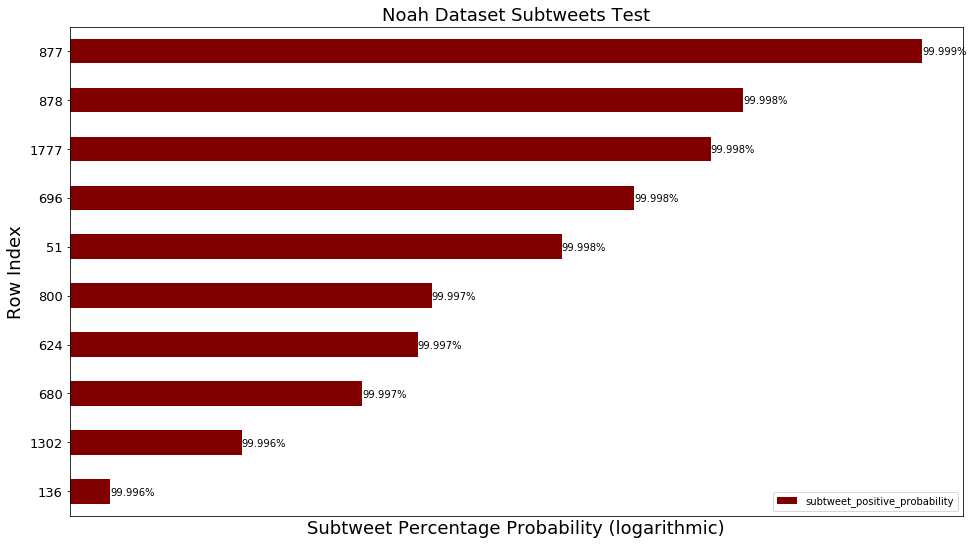 Noah Dataset Subtweets Test
Row Index
877 99.999%
878 99.998%
1777 99.998%
696 99.998%
51 99.998%
800 99.997%
624 99.997%
680 99.997%
1302 99.996%
136 99.996%
subtweet_positive_probability
Subtweet Percentage Probability (logarithmic)